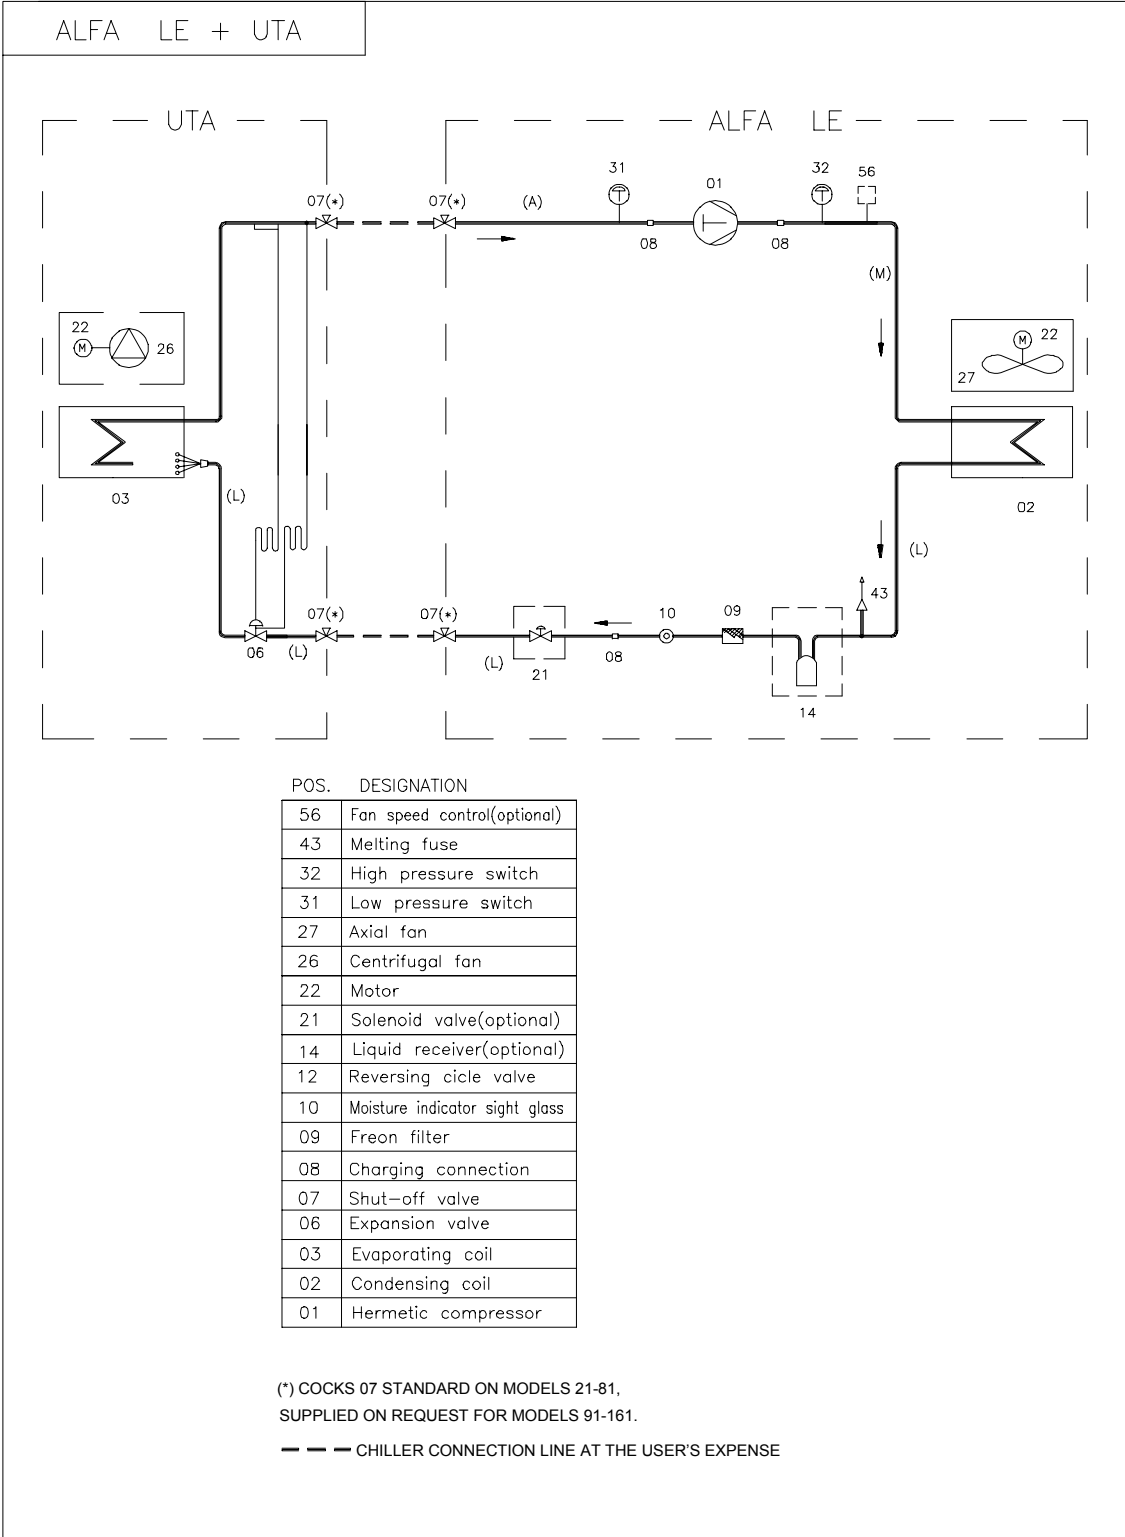 ALFA LE + UTA
UTA
ALFA LE
31
32
56
01
07(*)
07(*)
(A)
08
08
(M)
22
M
26
M
22
27
03
(L)
02
(L)
43
07(*)
07(*)
10
09
06
(L)
(L)
21
08
14
POS. DESIGNATION
56 Fan speed control(optional)
43 Melting fuse
32 High pressure switch
31 Low pressure switch
27 Axial fan
26 Centrifugal fan
22 Motor
21 Solenoid valve(optional)
14 Liquid receiver(optional)
12 Reversing cicle valve
10 Moisture indicator sight glass
09 Freon filter
08 Charging connection
07 Shut-off valve
06 Expansion valve
03 Evaporating coil
02 Condensing coil
01 Hermetic compressor
(*) COCKS 07 STANDARD ON MODELS 21-81,
SUPPLIED ON REQUEST FOR MODELS 91-161.
CHILLER CONNECTION LINE AT THE USER'S EXPENSE